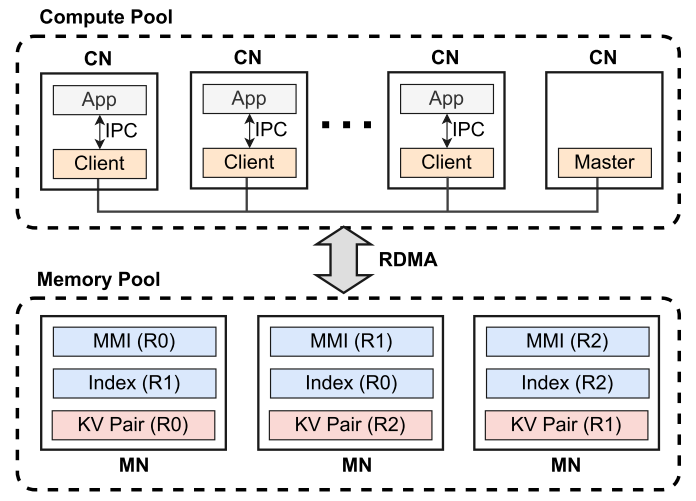 Compute Pool
CN CN CN CN
App App App
IPC IPC IPC
Client Client Client Master
RDMA
Memory Pool
MMI (R0) MMI (R1) MMI (R2)
Index (R1) Index (R0) Index (R2)
KV Pair (R0) KV Pair (R2) KV Pair (R1)
MN MN MN